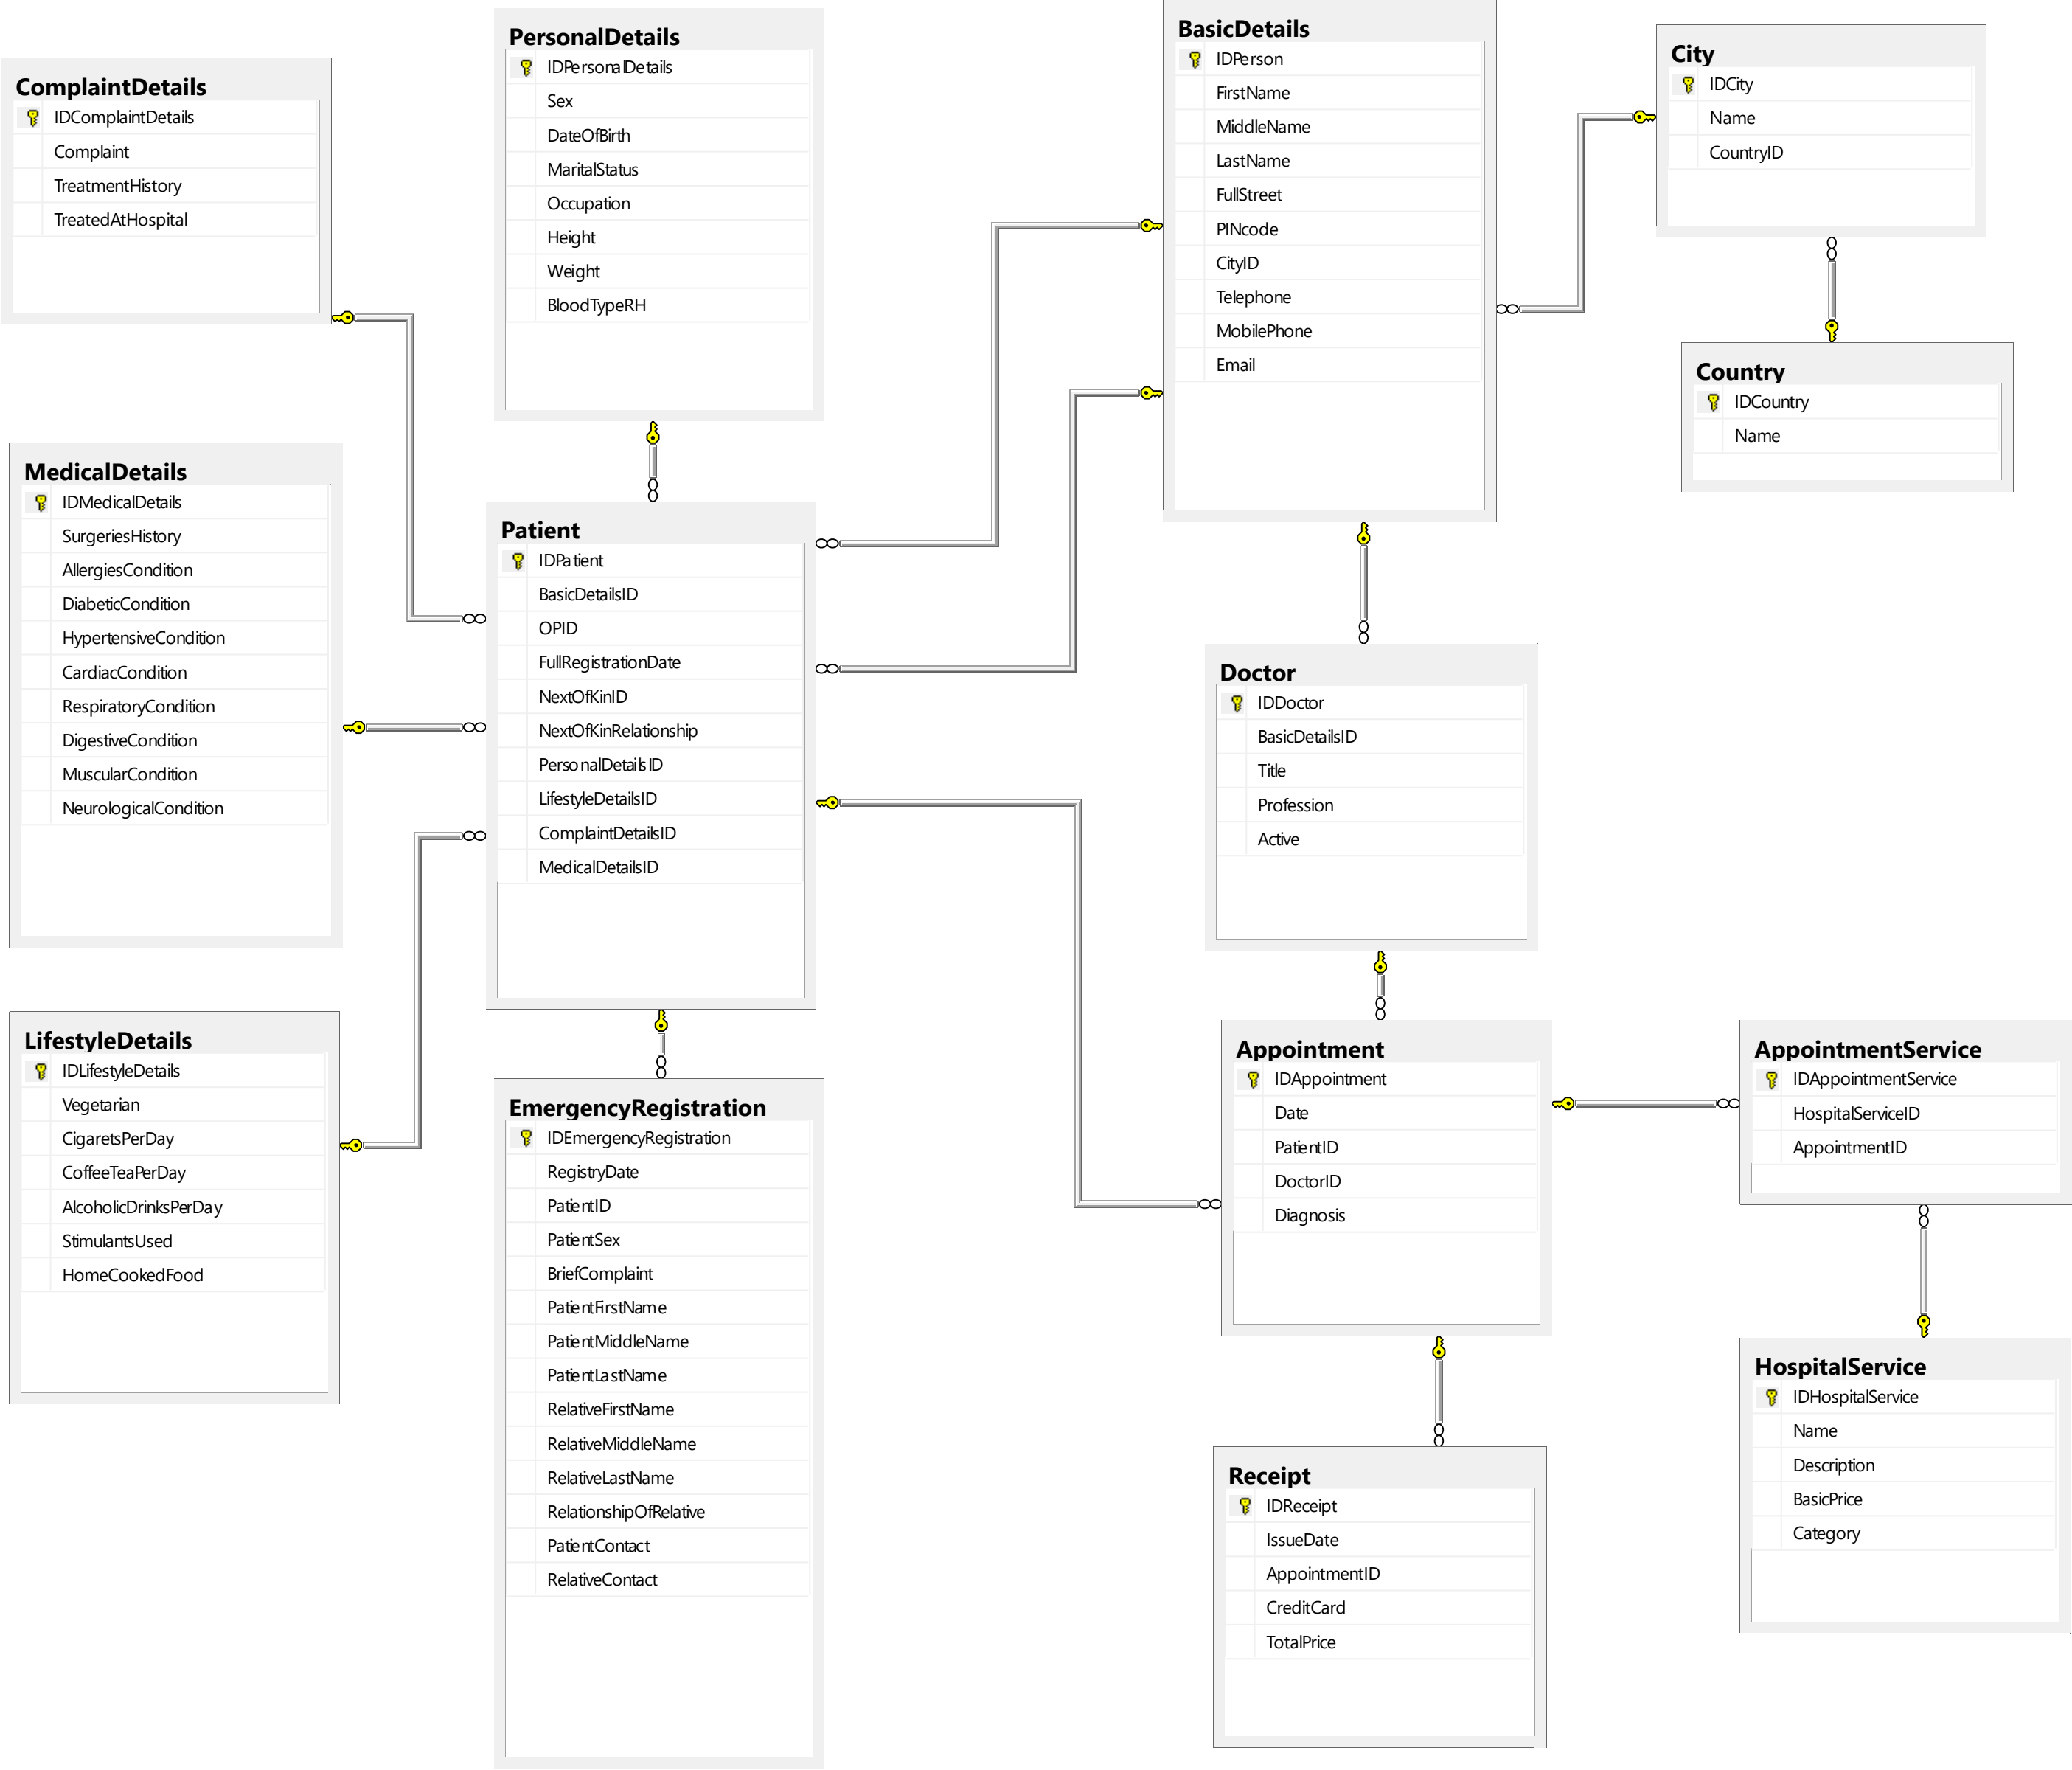 PersonalDetails
IDPersonalDetails
Sex
DateOfBirth
MaritalStatus
Occupation
Height
Weight
BloodTypeRH
BasicDetails
IDPerson
FirstName
MiddleName
LastName
FullStreet
PINcode
CityID
Telephone
MobilePhone
Email
City
IDCity
Name
CountryID
ComplaintDetails
IDComplaintDetails
Complaint
TreatmentHistory
TreatedAtHospital
Country
IDCountry
Name
MedicalDetails
IDMedicalDetails
SurgeriesHistory
AllergiesCondition
DiabeticCondition
HypertensiveCondition
CardiacCondition
RespiratoryCondition
DigestiveCondition
MuscularCondition
NeurologicalCondition
Patient
IDPatient
BasicDetailsID
OPID
FullRegistrationDate
NextOfKinID
NextOfKinRelationship
PersonalDetailsID
LifestyleDetailsID
ComplaintDetailsID
MedicalDetailsID
Doctor
IDDoctor
BasicDetailsID
Title
Profession
Active
LifestyleDetails
IDLifestyleDetails
Vegetarian
CigaretsPerDay
CoffeeTeaPerDay
AlcoholicDrinksPerDay
StimulantsUsed
HomeCookedFood
EmergencyRegistration
IDEmergencyRegistration
RegistryDate
PatientID
PatientSex
BriefComplaint
PatientFirstName
PatientMiddleName
PatientLastName
RelativeFirstName
RelativeMiddleName
RelativeLastName
RelationshipOfRelative
PatientContact
RelativeContact
Appointment
IDAppointment
Date
PatientID
DoctorID
Diagnosis
AppointmentService
IDAppointmentService
HospitalServiceID
AppointmentID
HospitalService
IDHospitalService
Name
Description
BasicPrice
Category
Receipt
IDReceipt
IssueDate
AppointmentID
CreditCard
TotalPrice